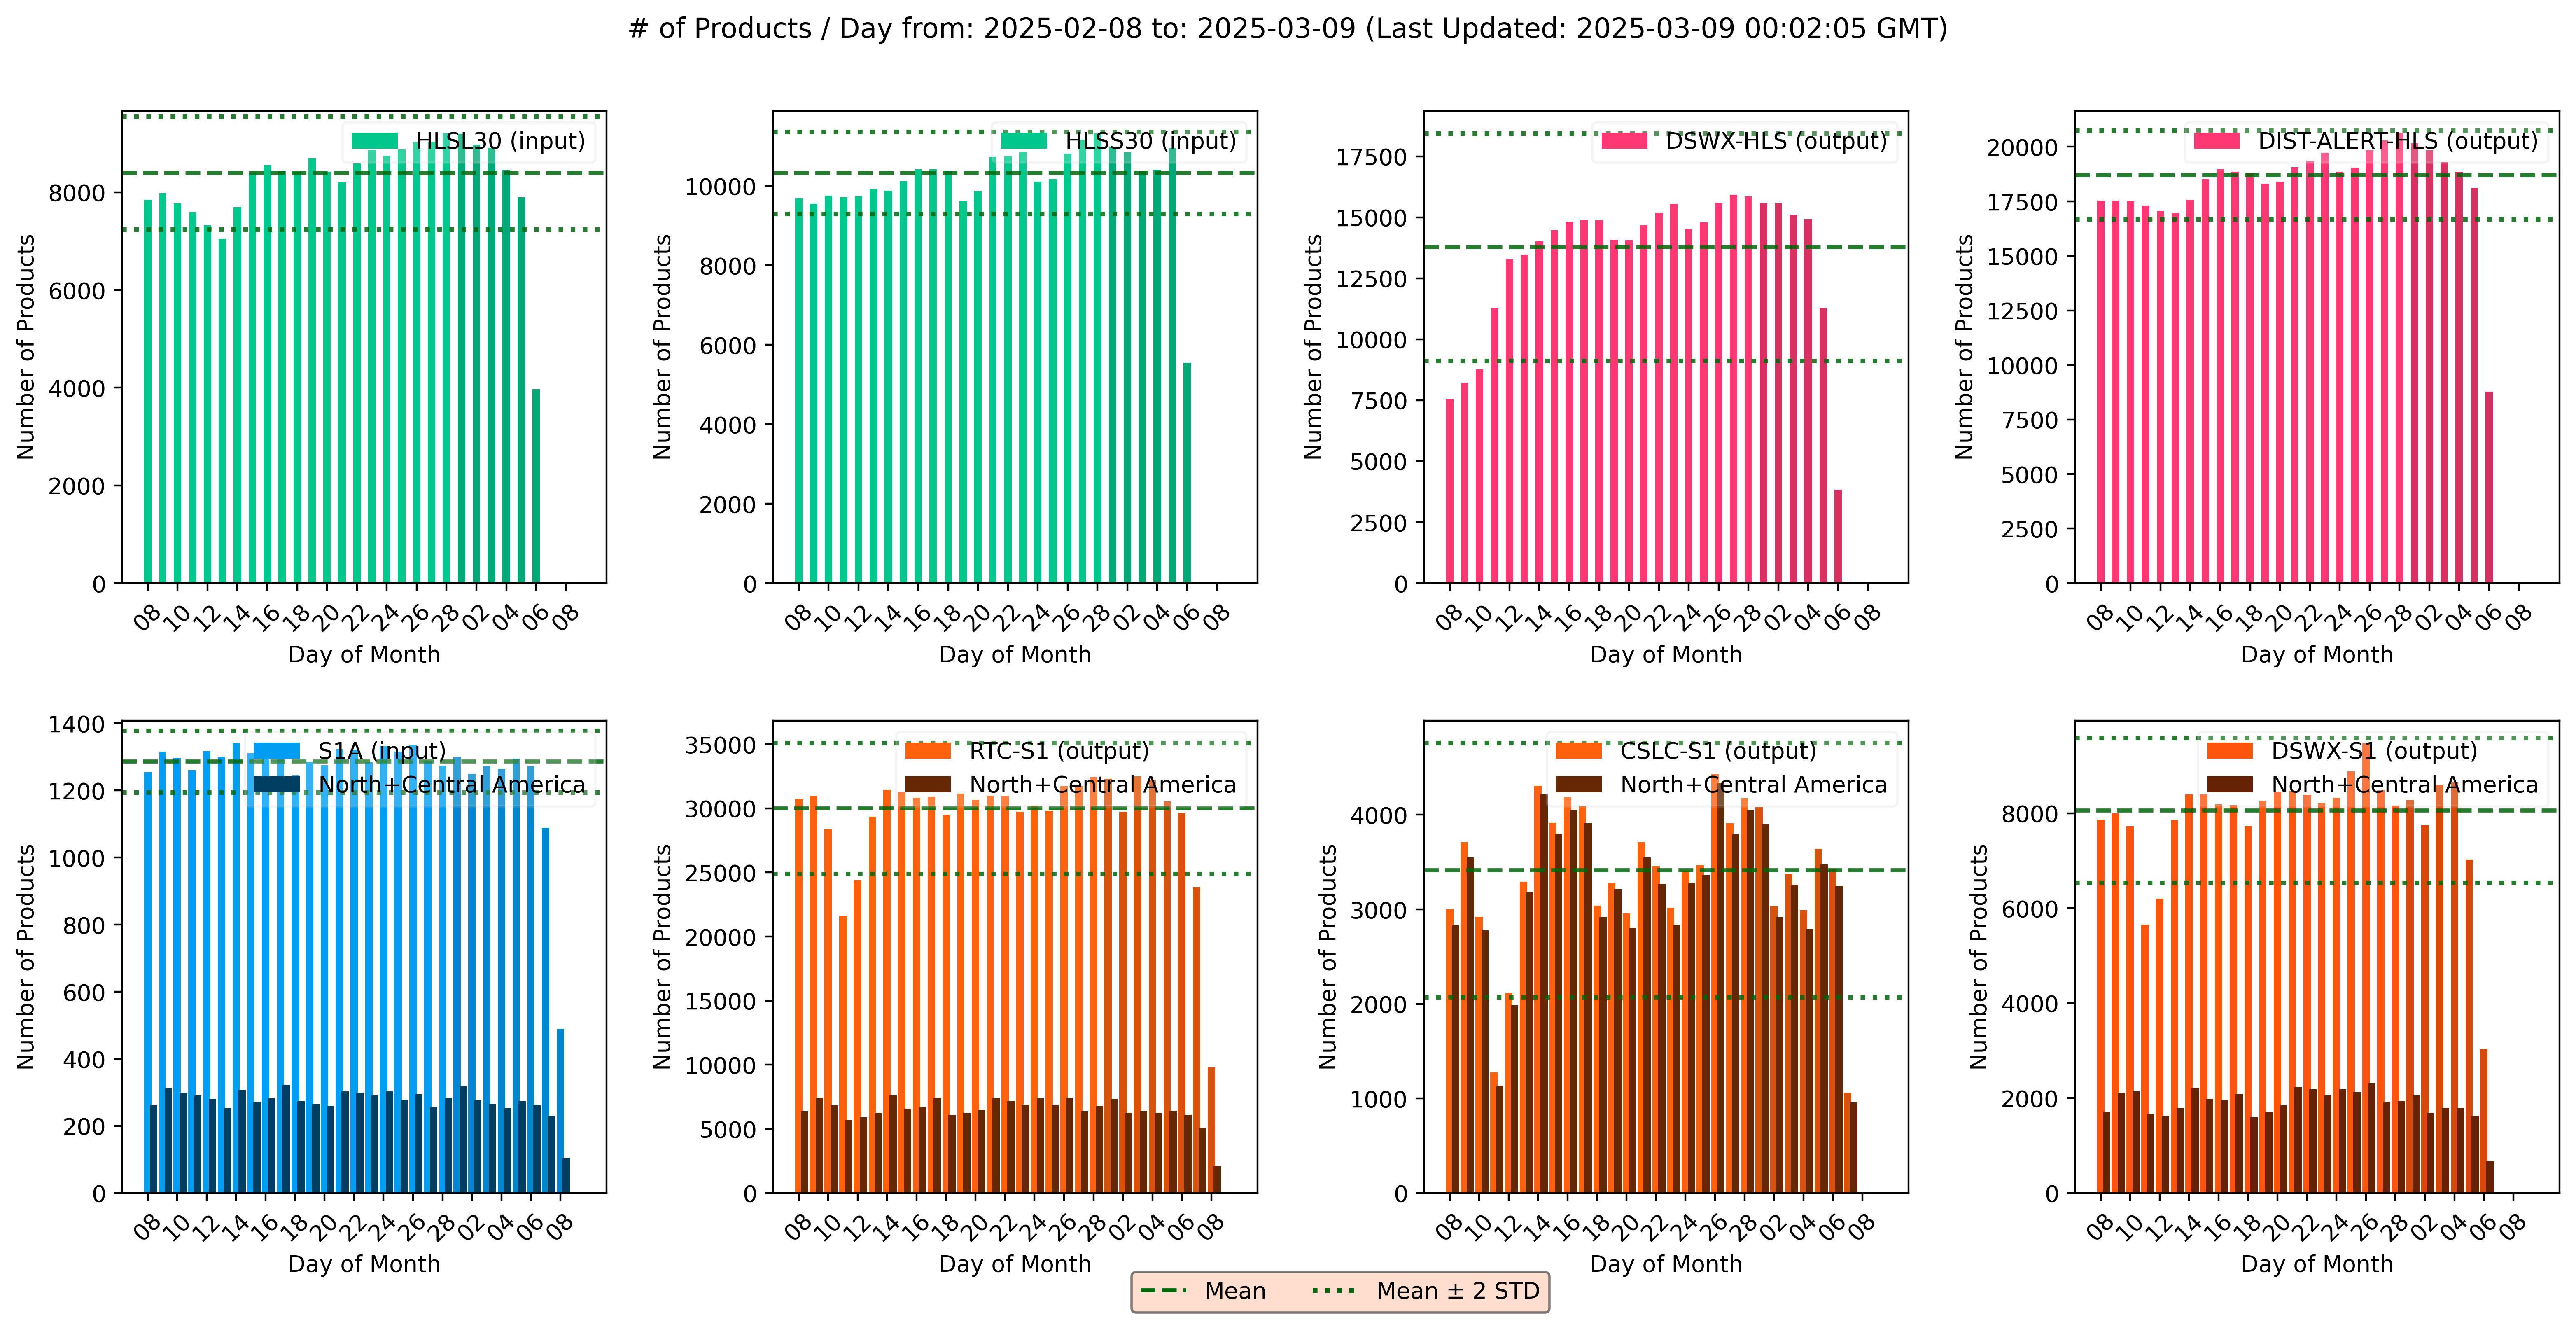 # of Products / Day from: 2025-02-08 to: 2025-03-09 (Last Updated: 2025-03-09 00:02:05 GMT)
HLSL30 (input)
Number of Products
8000
6000
4000
2000
0
08 10 12 14 16 18 20 22 24 26 28 02 04 06 08
Day of Month
HLSS30 (input)
Number of Products
10000
8000
6000
4000
2000
0
08 10 12 14 16 18 20 22 24 26 28 02 04 06 08
Day of Month
DSWX-HLS (output)
Number of Products
17500
15000
12500
10000
7500
5000
2500
0
08 10 12 14 16 18 20 22 24 26 28 02 04 06 08
Day of Month
DIST-ALERT-HLS (output)
Number of Products
20000
17500
15000
12500
10000
7500
5000
2500
0
08 10 12 14 16 18 20 22 24 26 28 02 04 06 08
Day of Month
S1A (input)
North+Central America
Number of Products
1400
1200
1000
800
600
400
200
0
08 10 12 14 16 18 20 22 24 26 28 02 04 06 08
Day of Month
RTC-S1 (output)
North+Central America
Number of Products
35000
30000
25000
20000
15000
10000
5000
0
08 10 12 14 16 18 20 22 24 26 28 02 04 06 08
Day of Month
CSLC-S1 (output)
North+Central America
Number of Products
4000
3000
2000
1000
0
08 10 12 14 16 18 20 22 24 26 28 02 04 06 08
Day of Month
DSWX-S1 (output)
North+Central America
Number of Products
8000
6000
4000
2000
0
08 10 12 14 16 18 20 22 24 26 28 02 04 06 08
Day of Month
Mean
Mean ± 2 STD